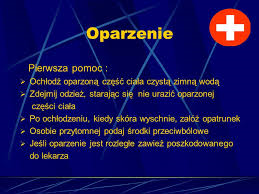 Oparzenie
Pierwsza pomoc :
Ochłodź oparzoną część ciała czystą zimną wodą
Zdejmij odzież, starając się nie urazić oparzonej
części ciała
Po ochłodzeniu, kiedy skóra wyschnie, załóż opatrunek
Osobie przytomnej podaj środki przeciwbólowe
Jeśli oparzenie jest rozległe zawieź poszkodowanego
do lekarza